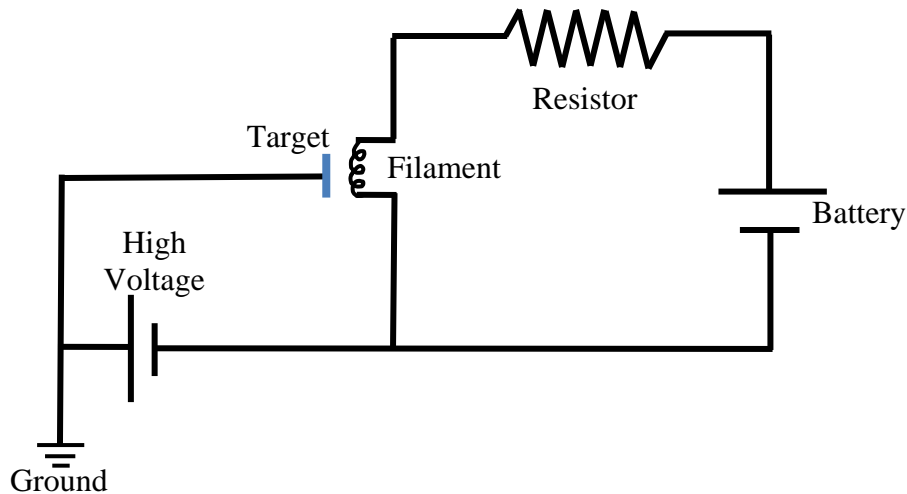 Resistor
Target
Filament
Battery
High
Voltage
Ground